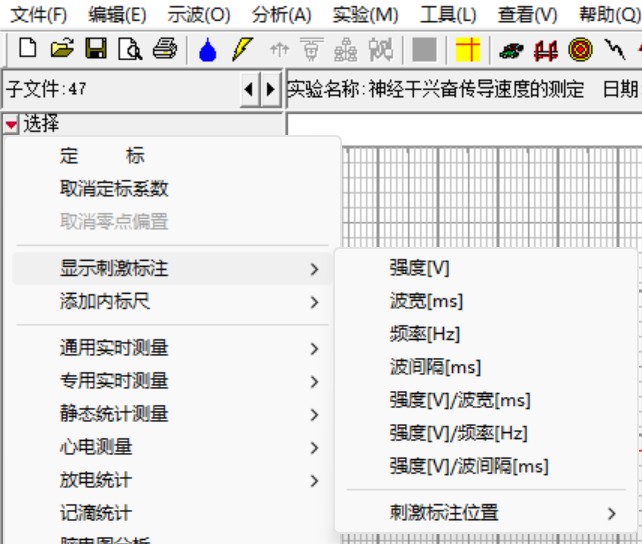 文件(F) 编辑(E) 示波(O) 分析(A) 实验(M) 工具(L) 查看(V) 帮助(Q)
子文件:47
实验名称:神经干兴奋传导速度的测定 日期
选择
定 标
取消定标系数
取消零点偏置
显示刺激标注
添加内标尺
通用实时测量
专用实时测量
静态统计测量
心电测量
放电统计
记滴统计
脑电图分析
强度[V]
波宽[ms]
频率[Hz]
波间隔[ms]
强度[V]/波宽[ms]
强度[V]/频率[Hz]
强度[V]/波间隔[ms]
刺激标注位置